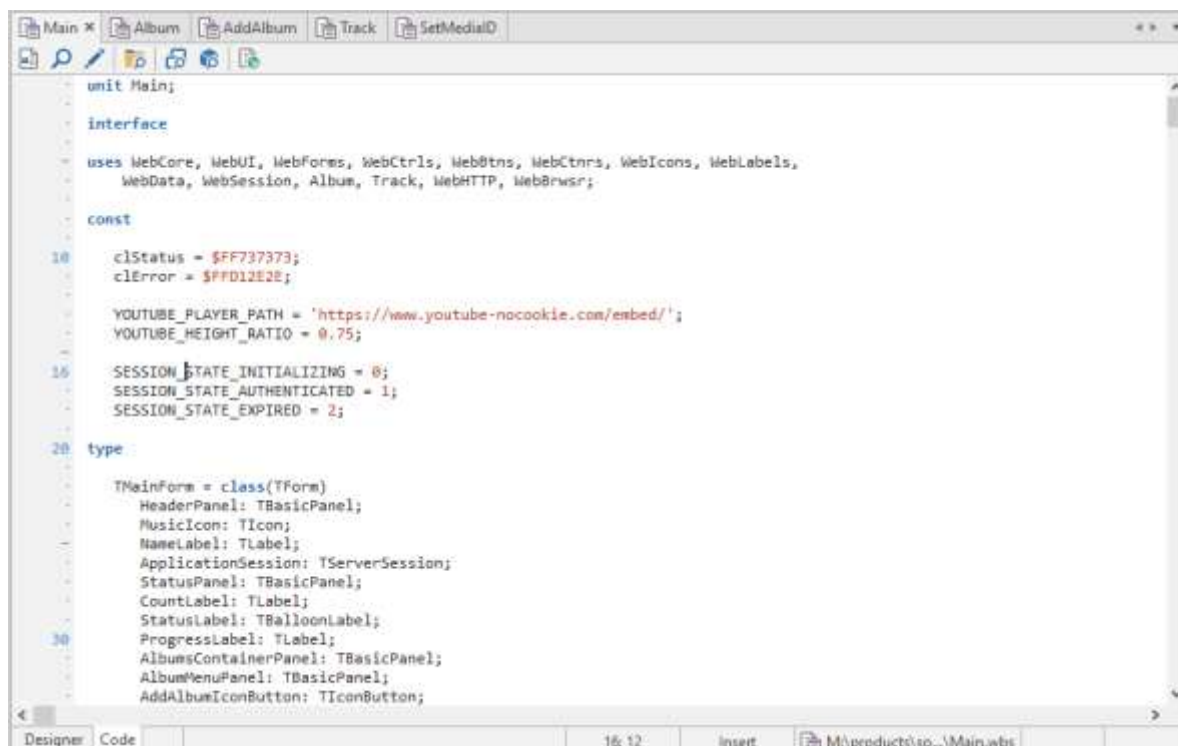 Main × Album AddAlbum Track SetMediaID
unit Main;
interface
uses WebCore, WebUI, WebForms, WebCtrls, WebBtns, WebCtnrs, WebIcons, WebLabels,
WebData, WebSession, Album, Track, WebHTTP, WebBrwsr;
const
10 clStatus = $FF737373;
clError = $FFD12E2E;
YOUTUBE_PLAYER_PATH = 'https://www.youtube-nocookie.com/embed/';
YOUTUBE_HEIGHT_RATIO = 0.75;
16 SESSION_STATE_INITIALIZING = 0;
SESSION_STATE_AUTHENTICATED = 1;
SESSION_STATE_EXPIRED = 2;
20 type
TMainForm = class(TForm)
HeaderPanel: TBasicPanel;
MusicIcon: TIcon;
NameLabel: TLabel;
ApplicationSession: TServerSession;
StatusPanel: TBasicPanel;
CountLabel: TLabel;
StatusLabel: TBalloonLabel;
30 ProgressLabel: TLabel;
AlbumsContainerPanel: TBasicPanel;
AlbumMenuPanel: TBasicPanel;
AddAlbumIconButton: TIconButton;
Designer Code 16: 12 Insert M:\products\so...\Main.wbs